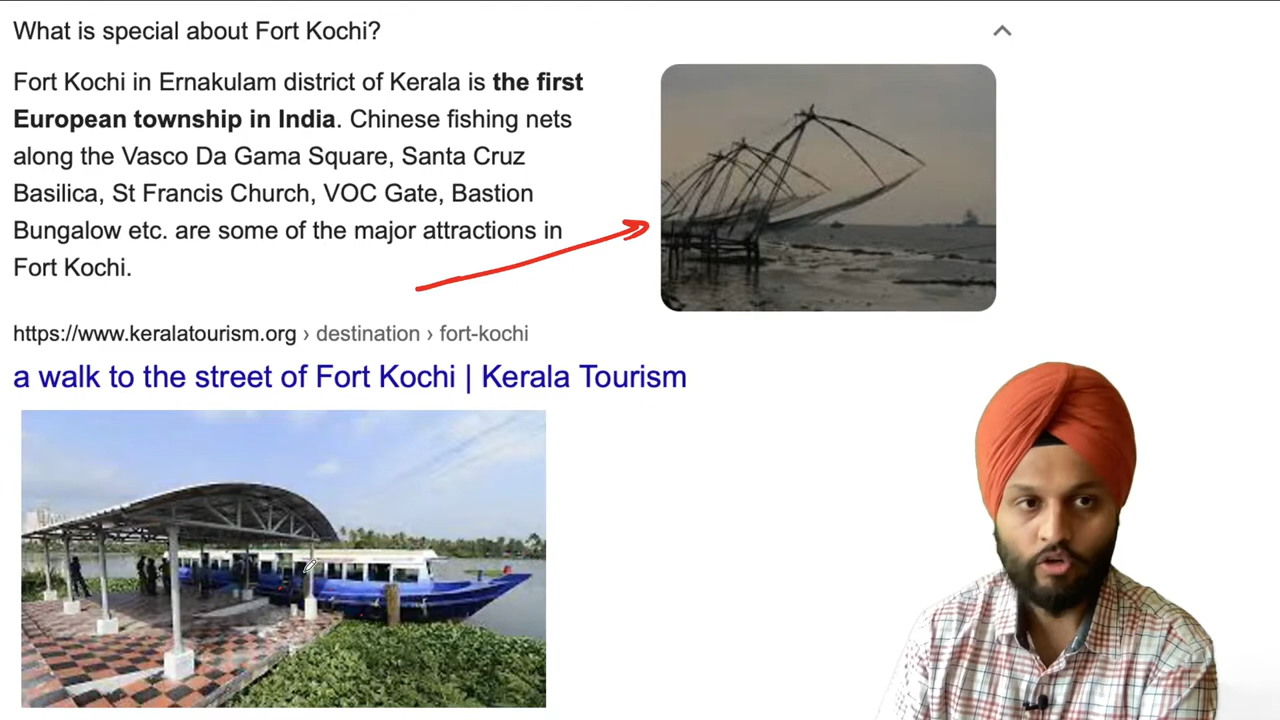 What is special about Fort Kochi?
Fort Kochi in Ernakulam district of Kerala is the first
European township in India. Chinese fishing nets
along the Vasco Da Gama Square, Santa Cruz
Basilica, St Francis Church, VOC Gate, Bastion
Bungalow etc. are some of the major attractions in
Fort Kochi.
https://www.keralatourism.org › destination › fort-kochi
a walk to the street of Fort Kochi | Kerala Tourism